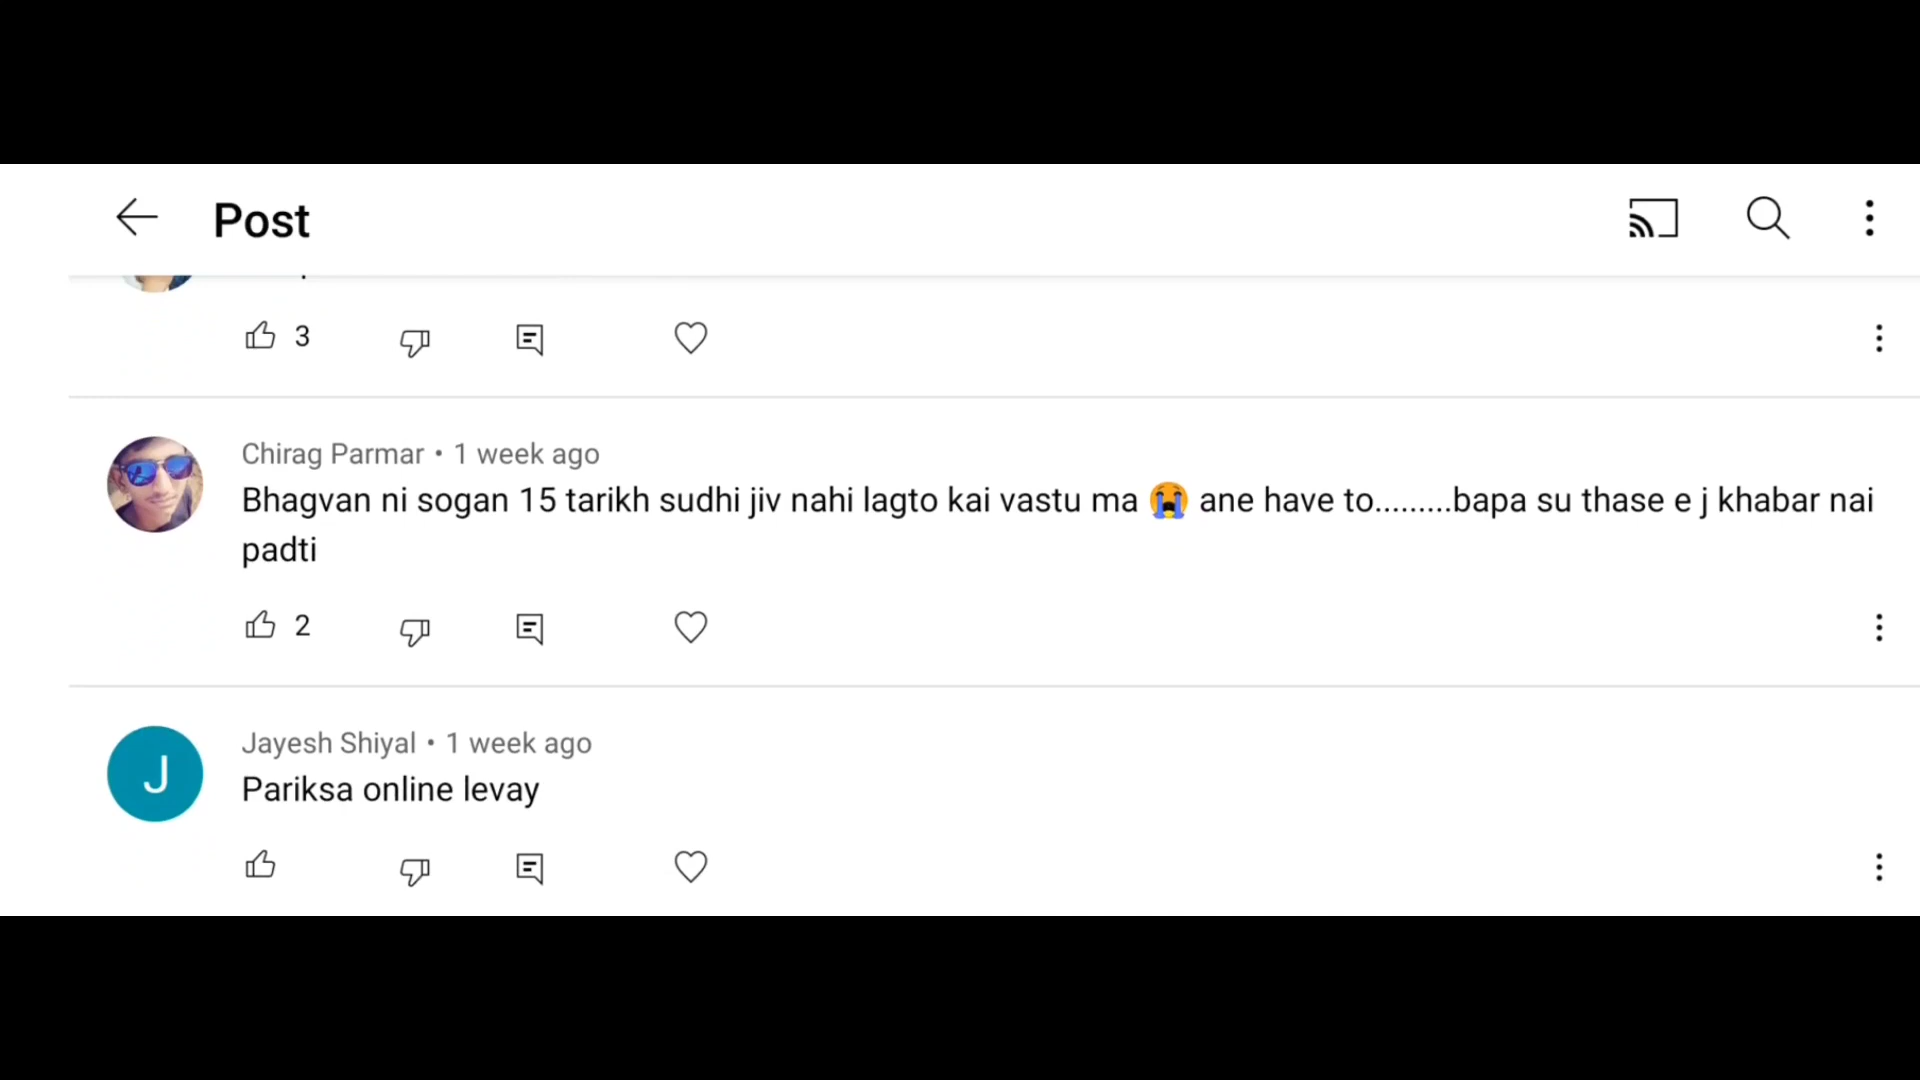 Post
3
Chirag Parmar • 1 week ago
Bhagvan ni sogan 15 tarikh sudhi jiv nahi lagto kai vastu ma 😭 ane have to.........bapa su thase e j khabar nai
padti
2
Jayesh Shiyal • 1 week ago
J
Pariksa online levay